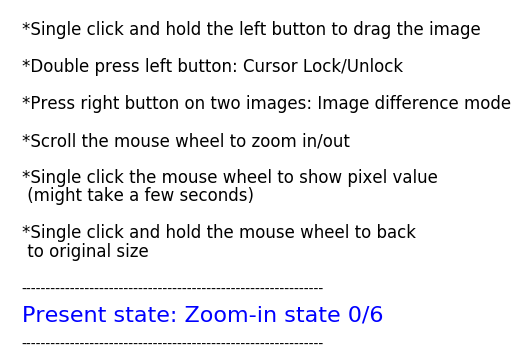 *Single click and hold the left button to drag the image
*Double press left button: Cursor Lock/Unlock
*Press right button on two images: Image difference mode
*Scroll the mouse wheel to zoom in/out
*Single click the mouse wheel to show pixel value
(might take a few seconds)
*Single click and hold the mouse wheel to back
to original size
---------------------------------------------------------------
Present state: Zoom-in state 0/6
---------------------------------------------------------------